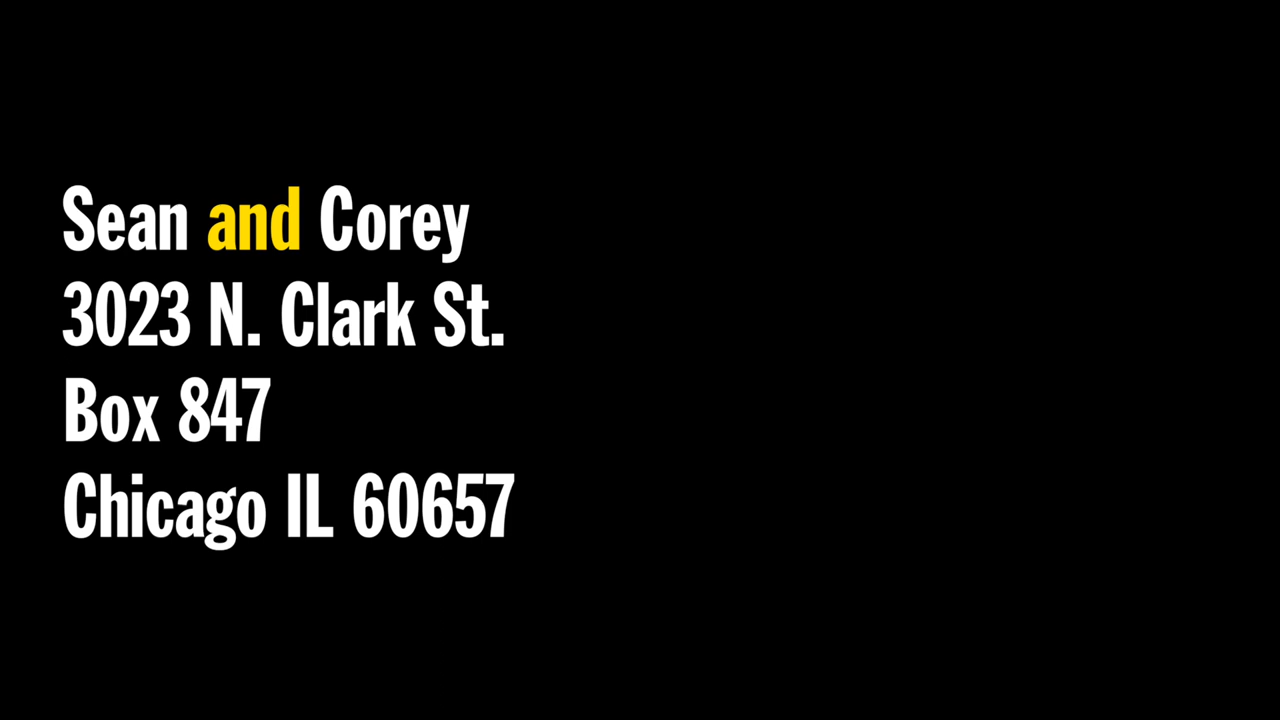 Sean and Corey
3023 N. Clark St.
Box 847
Chicago IL 60657